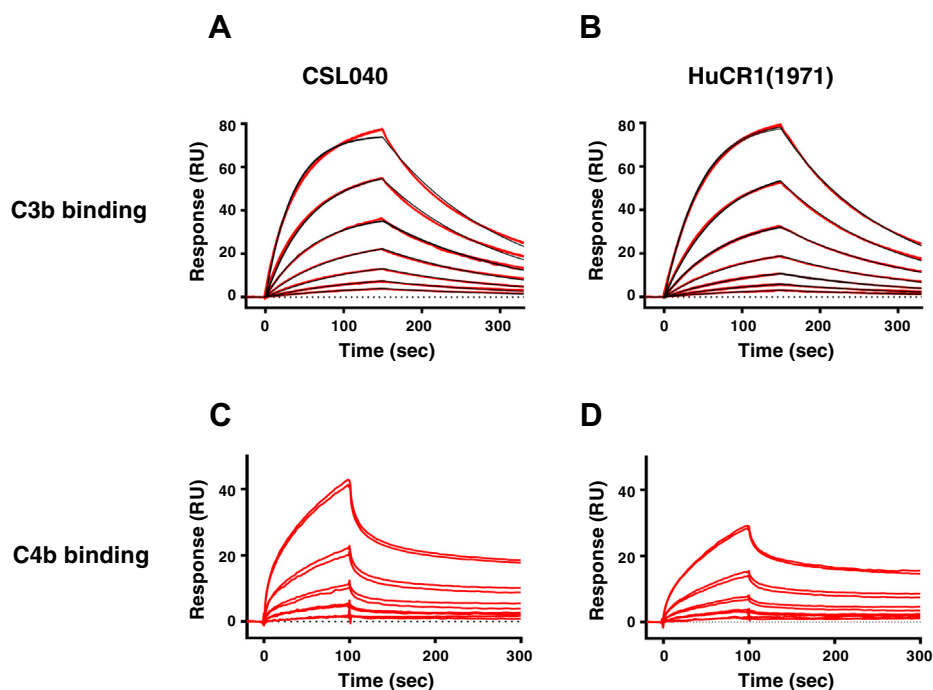 A
B
CSL040
HuCR1(1971)
C3b binding
Response (RU)
80
60
40
20
0
0
100
200
300
Time (sec)
Response (RU)
80
60
40
20
0
0
100
200
300
Time (sec)
C
D
C4b binding
Response (RU)
40
20
0
0
100
200
300
Time (sec)
Response (RU)
40
20
0
0
100
200
300
Time (sec)